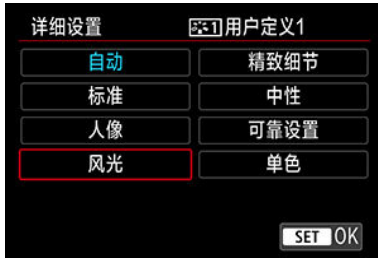 详细设置 1用户定义1
自动 精致细节
标准 中性
人像 可靠设置
风光 单色
SET OK